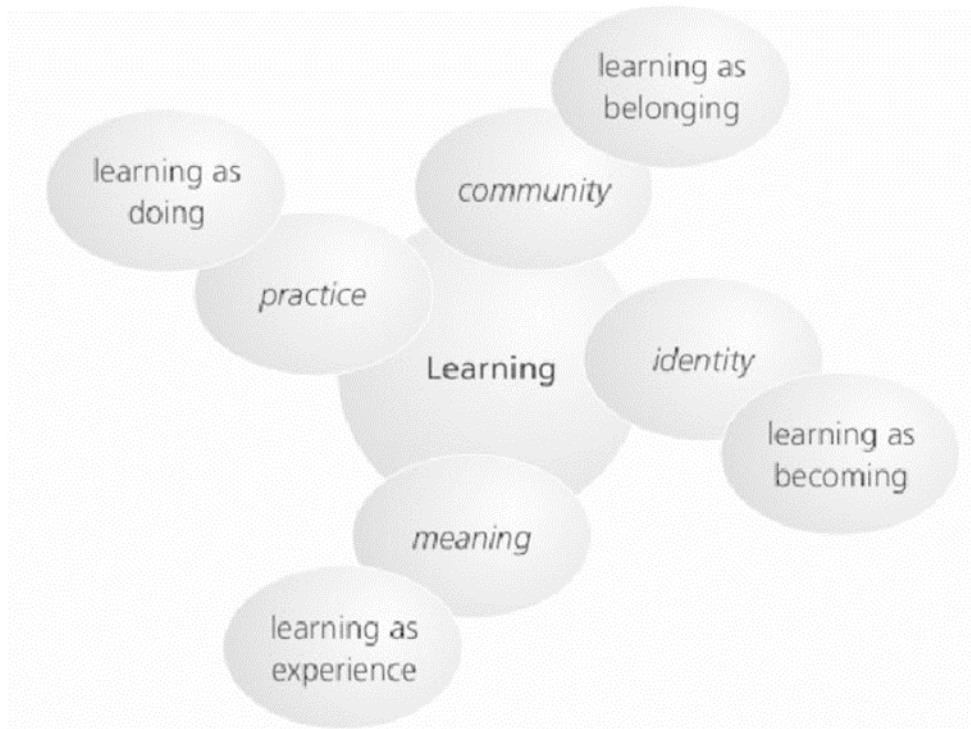 learning as
belonging
learning as
doing
community
practice
identity
Learning
learning as
becoming
meaning
learning as
experience